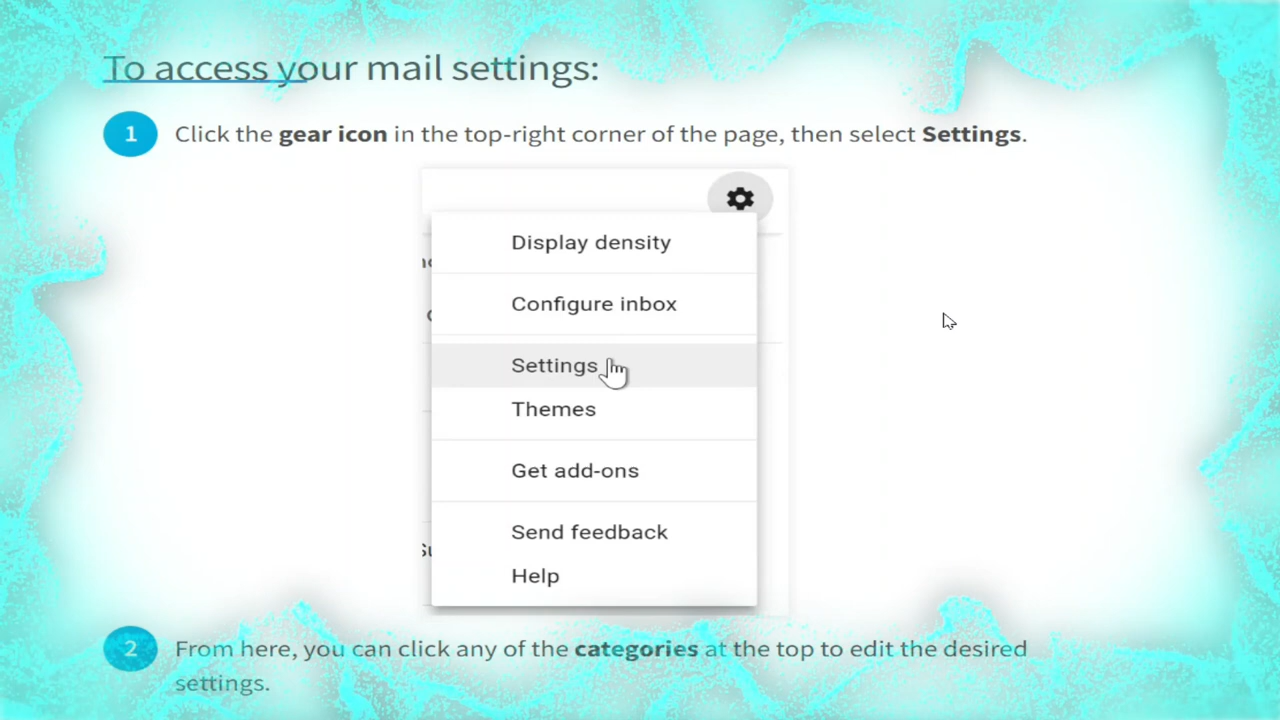 To access your mail settings:
1 Click the gear icon in the top-right corner of the page, then select Settings.
Display density
Configure inbox
Settings
Themes
Get add-ons
Send feedback
Help
2 From here, you can click any of the categories at the top to edit the desired
settings.